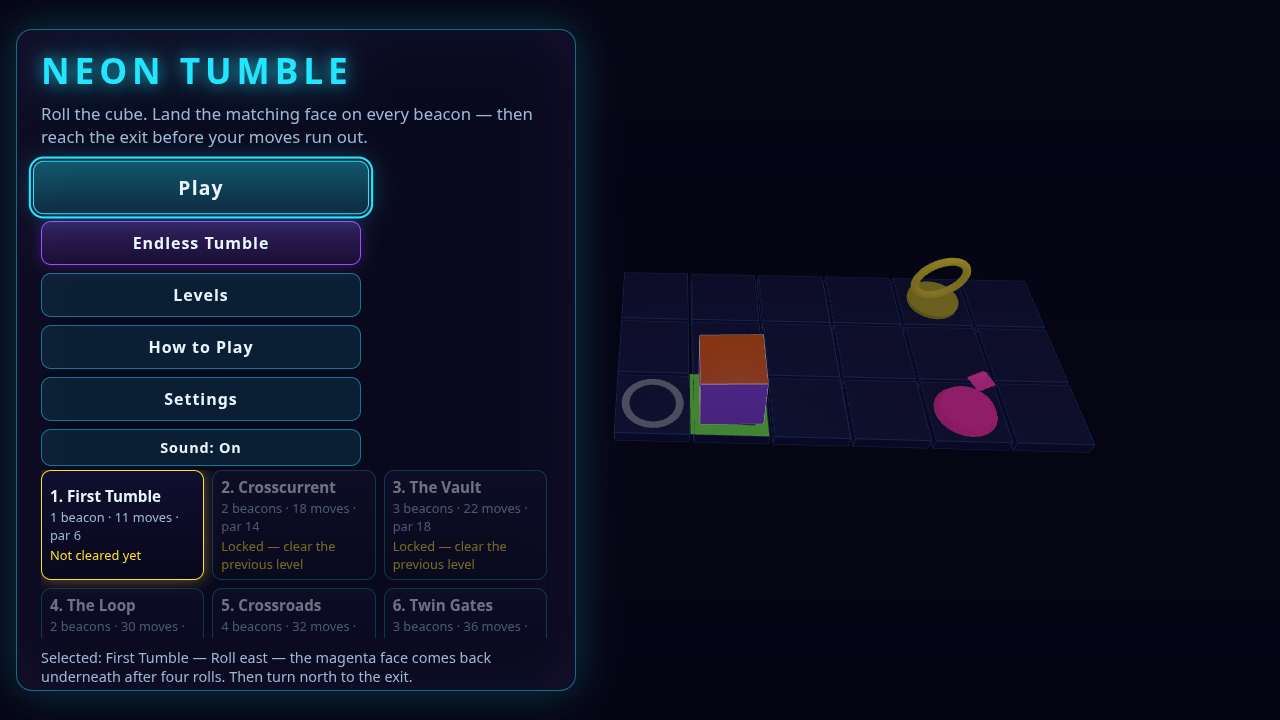 NEON TUMBLE
Roll the cube. Land the matching face on every beacon — then
reach the exit before your moves run out.
Play
Endless Tumble
Levels
How to Play
Settings
Sound: On
1. First Tumble
1 beacon · 11 moves ·
par 6
Not cleared yet
2. Crosscurrent
2 beacons · 18 moves ·
par 14
Locked — clear the
previous level
3. The Vault
3 beacons · 22 moves ·
par 18
Locked — clear the
previous level
4. The Loop
2 beacons · 30 moves ·
5. Crossroads
4 beacons · 32 moves ·
6. Twin Gates
3 beacons · 36 moves ·
Selected: First Tumble — Roll east — the magenta face comes back
underneath after four rolls. Then turn north to the exit.